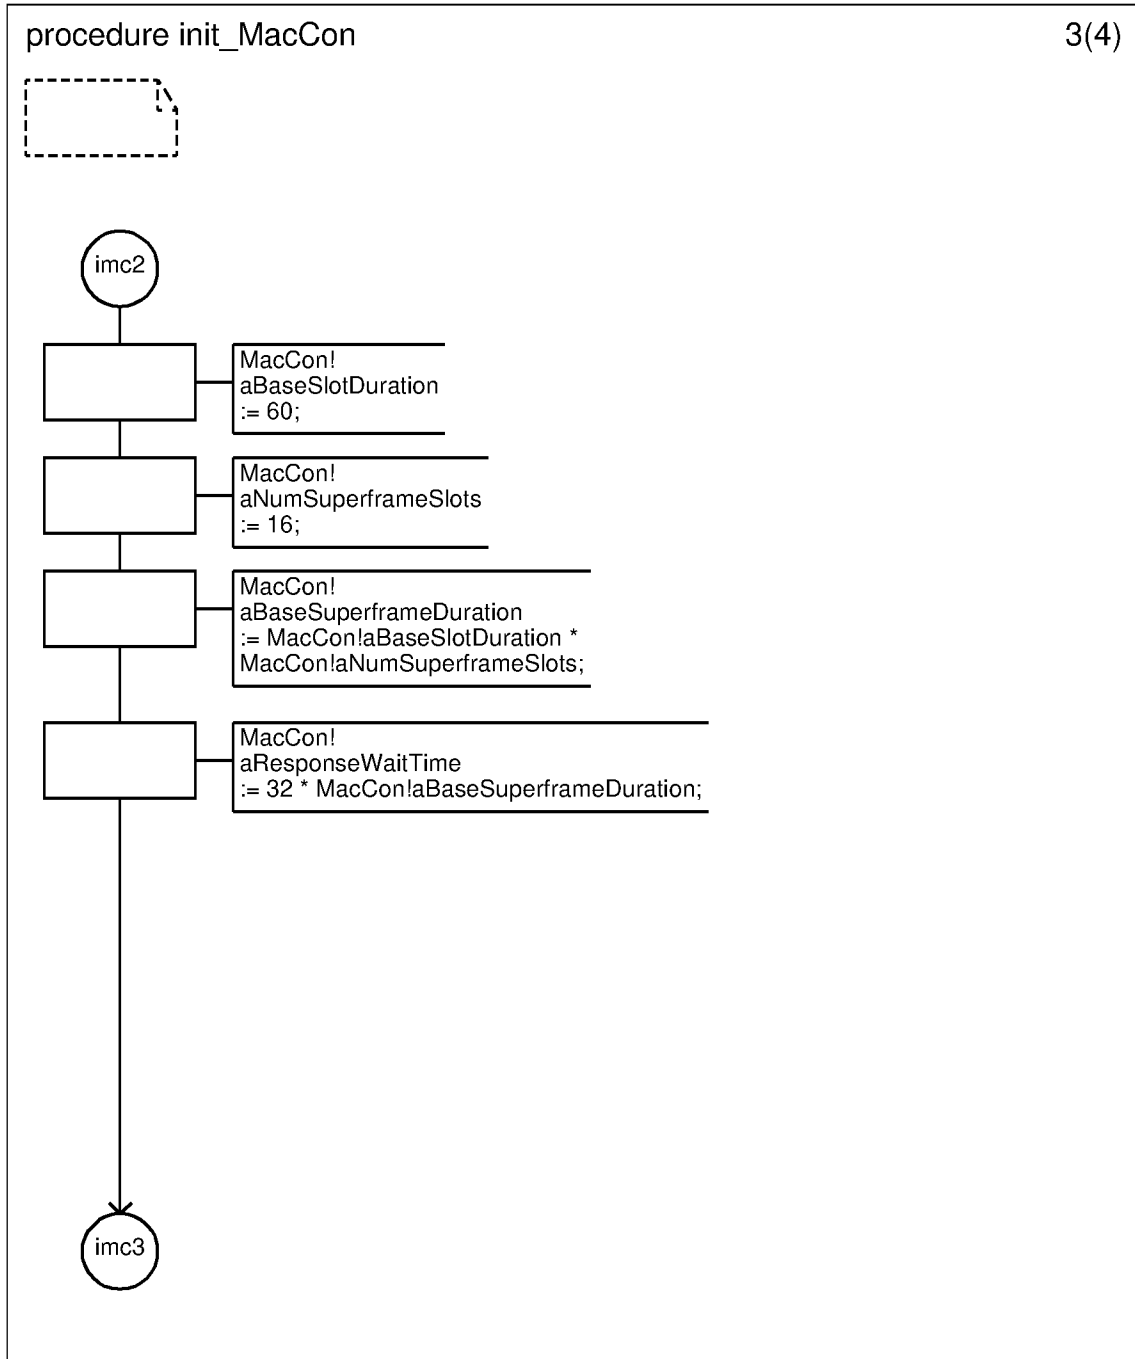 procedure init_MacCon
3(4)
imc2
MacCon!
aBaseSlotDuration
:= 60;
MacCon!
aNumSuperframeSlots
:= 16;
MacCon!
aBaseSuperframeDuration
:= MacCon!aBaseSlotDuration *
MacCon!aNumSuperframeSlots;
MacCon!
aResponseWaitTime
:= 32 * MacCon!aBaseSuperframeDuration;
imc3